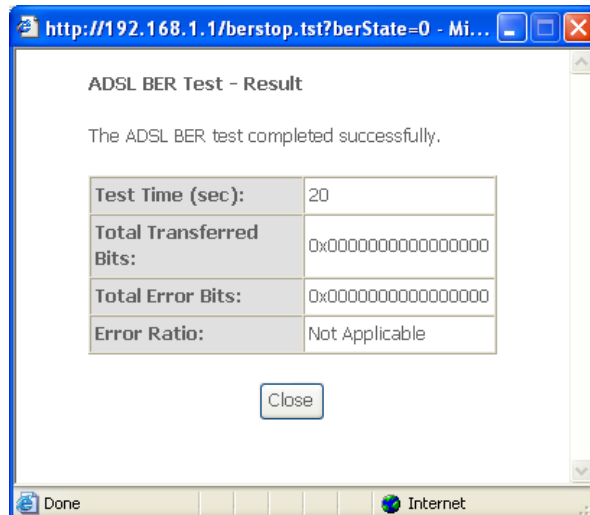 http://192.168.1.1/berstop.tst?berState=0 - Mi...
ADSL BER Test - Result
The ADSL BER test completed successfully.
Test Time (sec): 20
Total Transferred Bits: 0x0000000000000000
Total Error Bits: 0x0000000000000000
Error Ratio: Not Applicable
Close
Done Internet